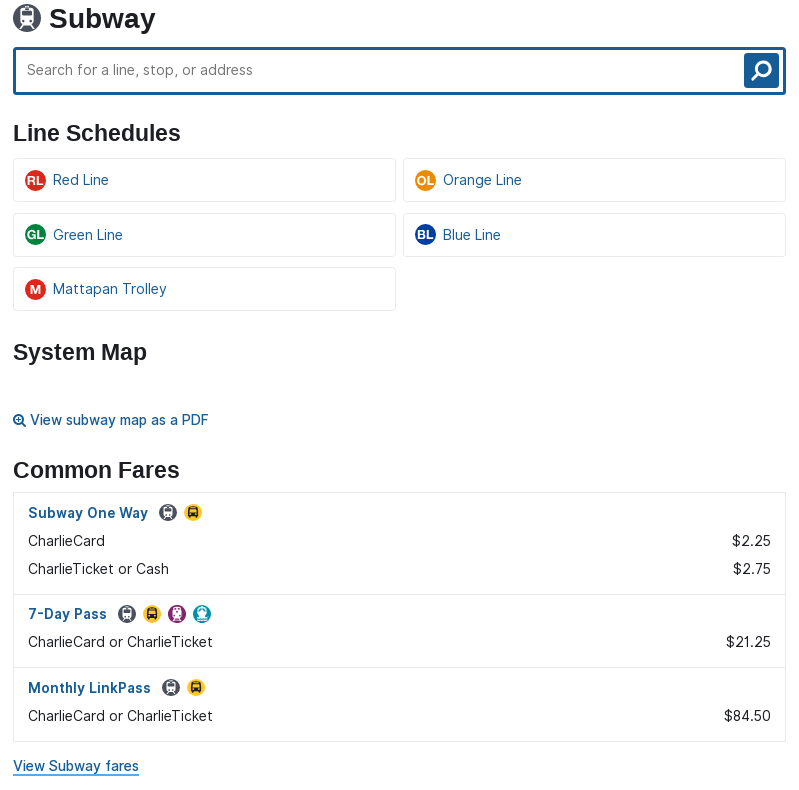 Subway
Search for a line, stop, or address
Line Schedules
RL Red Line
OL Orange Line
GL Green Line
BL Blue Line
M Mattapan Trolley
System Map
View subway map as a PDF
Common Fares
Subway One Way
CharlieCard $2.25
CharlieTicket or Cash $2.75
7-Day Pass
CharlieCard or CharlieTicket $21.25
Monthly LinkPass
CharlieCard or CharlieTicket $84.50
View Subway fares